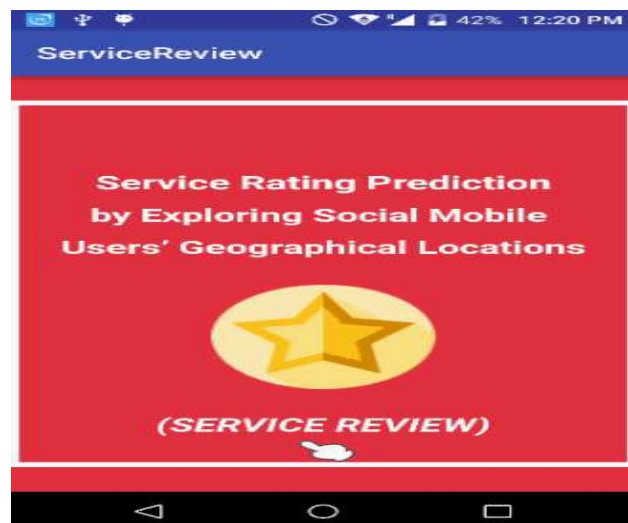 42% 12:20 PM
ServiceReview
Service Rating Prediction
by Exploring Social Mobile
Users' Geographical Locations
(SERVICE REVIEW)